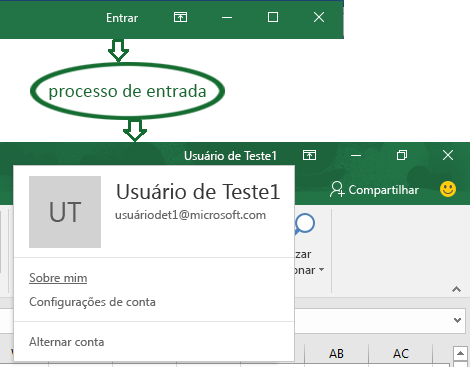 Entrar
processo de entrada
Usuário de Teste1
UT
Usuário de Teste1
usuáriodet1@microsoft.com
Compartilhar
Sobre mim
Configurações de conta
Alternar conta
zar
onar
AB
AC